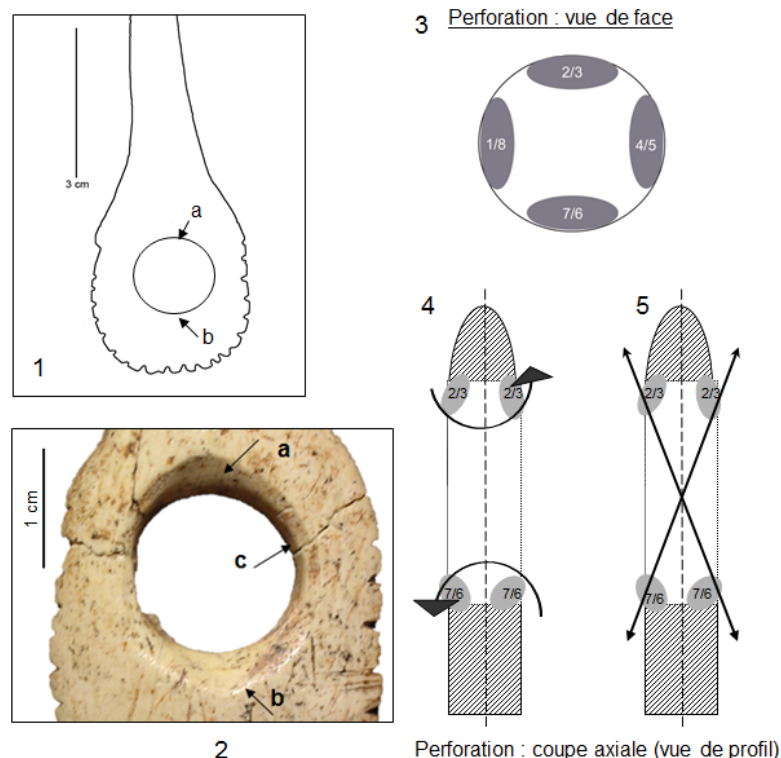 3 cm
a
b
1
1 cm
a
c
b
2
3 Perforation : vue de face
2/3
1/8
4/5
7/6
4
2/3
2/3
7/6
7/6
5
2/3
2/3
7/6
7/6
Perforation : coupe axiale (vue de profil)